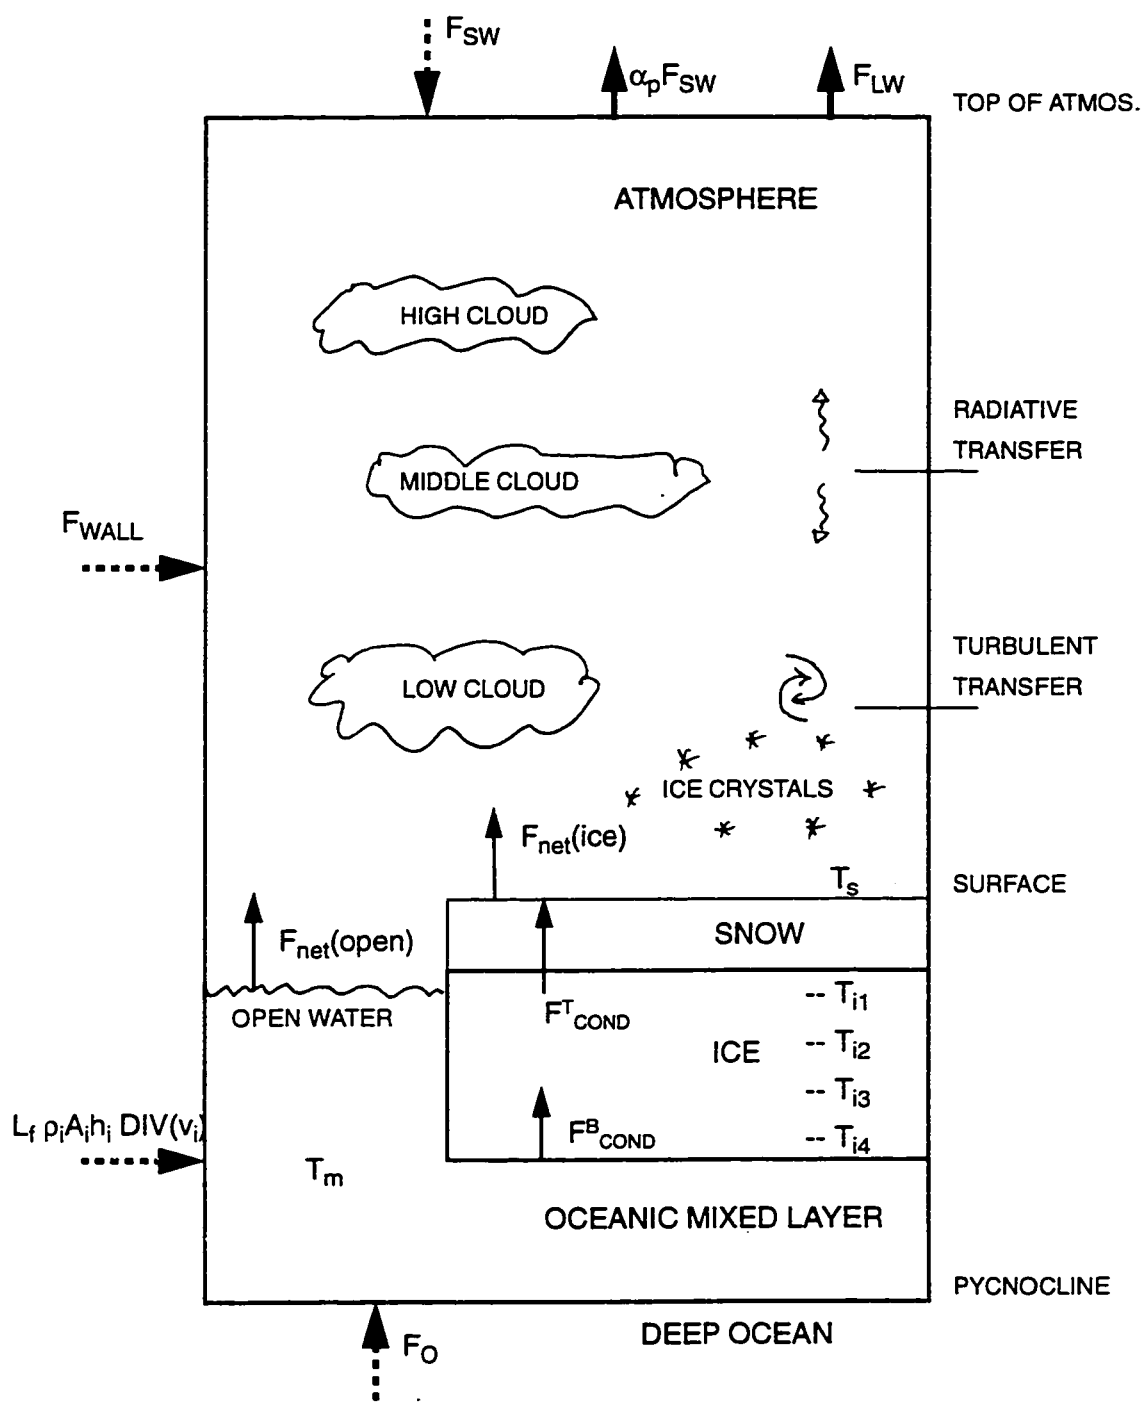 F_SW
α_pF_SW
F_LW
TOP OF ATMOS.
ATMOSPHERE
HIGH CLOUD
RADIATIVE
TRANSFER
MIDDLE CLOUD
F_WALL
TURBULENT
TRANSFER
LOW CLOUD
ICE CRYSTALS
F_net(ice)
T_s
SURFACE
SNOW
F_net(open)
OPEN WATER
F^T_COND
-- T_i1
ICE
-- T_i2
-- T_i3
L_f ρ_iA_ih_i DIV(v_i)
F^B_COND
-- T_i4
T_m
OCEANIC MIXED LAYER
PYCNOCLINE
DEEP OCEAN
F_O